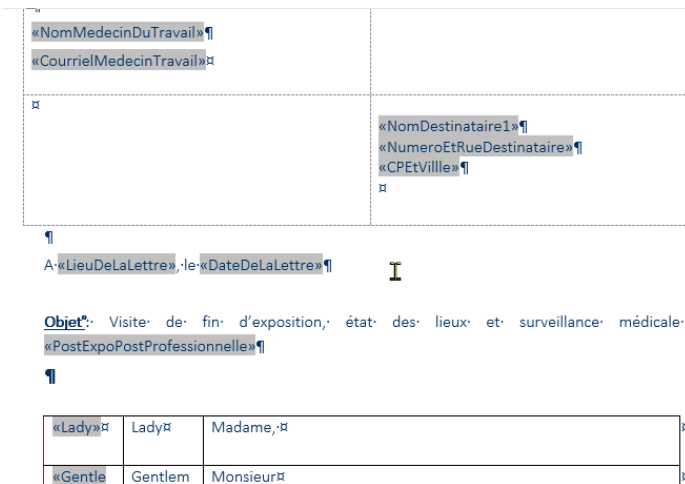 «NomMedecinDuTravail»¶
«CourrielMedecinTravail»¤
¤
«NomDestinataire1»¶
«NumeroEtRueDestinataire»¶
«CPEtVillle»¶
¤
¶
A·«LieuDeLaLettre»,·le·«DateDeLaLettre»¶
Objet°:· Visite· de· fin· d’exposition,· état· des· lieux· et· surveillance· médicale·
«PostExpoPostProfessionnelle»¶
¶
«Lady»¤ Lady¤ Madame,·¤
«Gentle Gentlem Monsieur¤